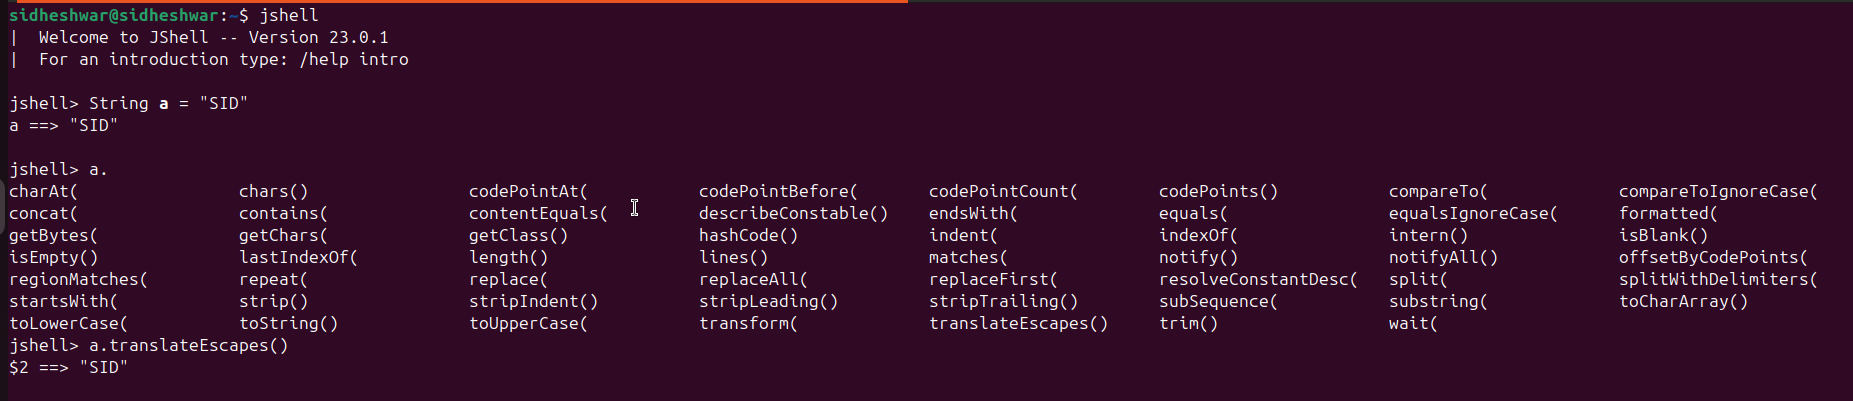 sidheshwar@sidheshwar:~$ jshell
|  Welcome to JShell -- Version 23.0.1
|  For an introduction type: /help intro
jshell> String a = "SID"
a ==> "SID"
jshell> a.
charAt( chars() codePointAt( codePointBefore( codePointCount( codePoints() compareTo( compareToIgnoreCase(
concat( contains( contentEquals( describeConstable() endsWith( equals( equalsIgnoreCase( formatted(
getBytes( getChars( getClass() hashCode() indent( indexOf( intern() isBlank()
isEmpty() lastIndexOf( length() lines() matches( notify() notifyAll() offsetByCodePoints(
regionMatches( repeat( replace( replaceAll( replaceFirst( resolveConstantDesc( split( splitWithDelimiters(
startsWith( strip() stripIndent() stripLeading() stripTrailing() subSequence( substring( toCharArray()
toLowerCase( toString() toUpperCase( transform( translateEscapes() trim() wait(
jshell> a.translateEscapes()
$2 ==> "SID"